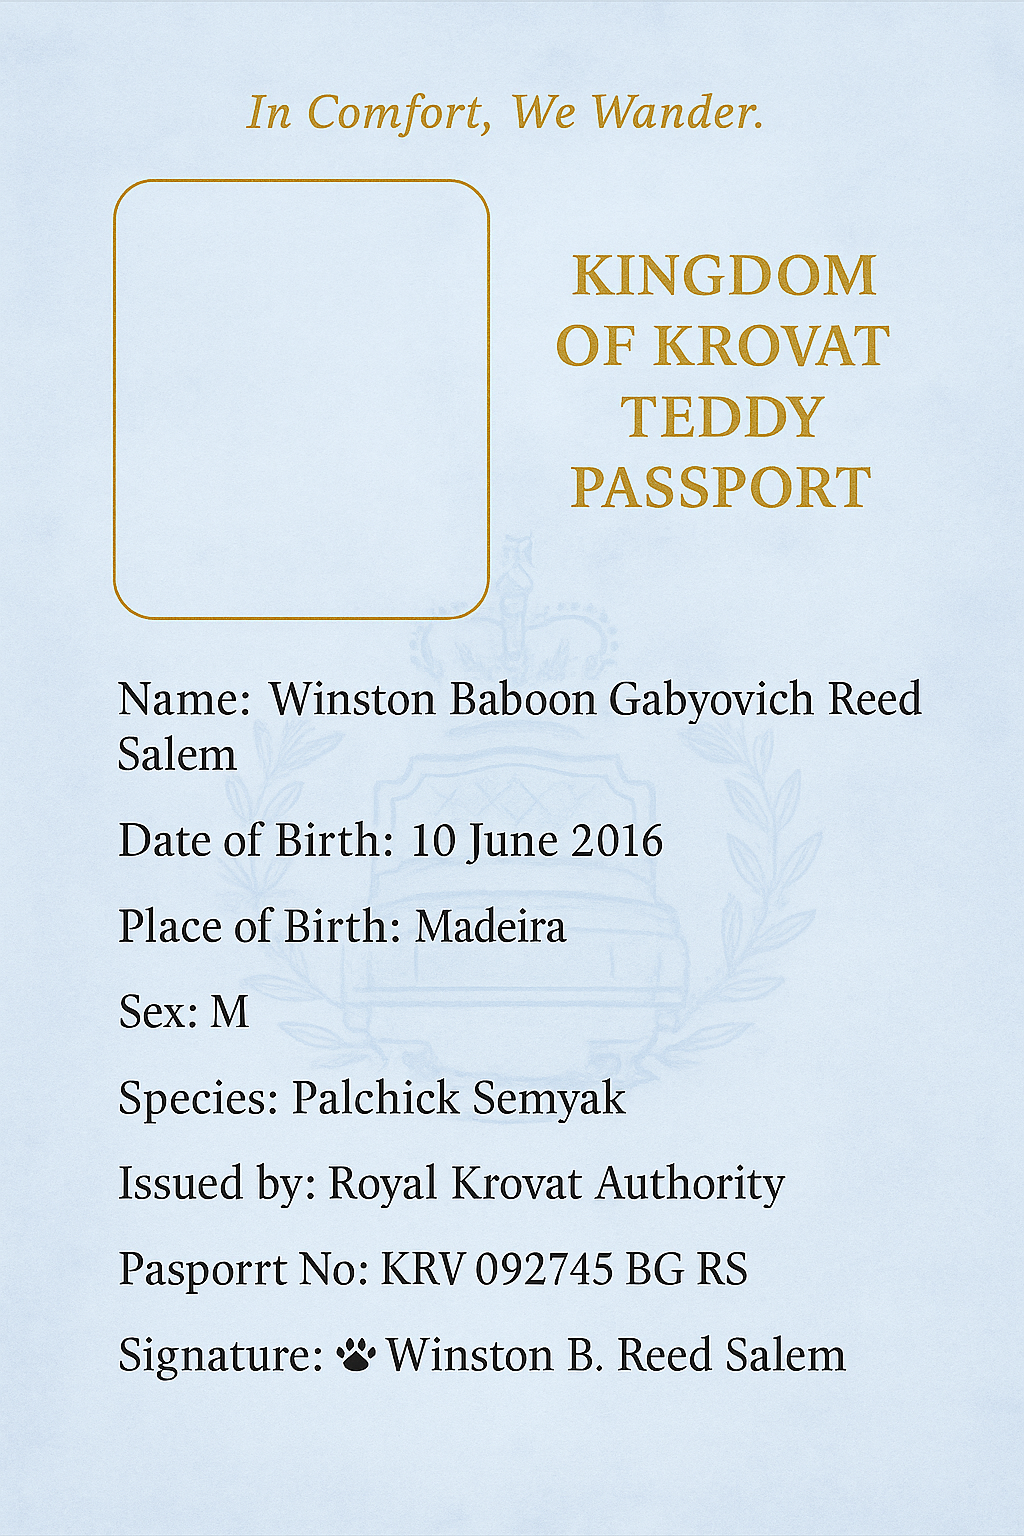 In Comfort, We Wander.
KINGDOM
OF KROVAT
TEDDY
PASSPORT
Name: Winston Baboon Gabyovich Reed
Salem
Date of Birth: 10 June 2016
Place of Birth: Madeira
Sex: M
Species: Palchick Semyak
Issued by: Royal Krovat Authority
Pasporrt No: KRV 092745 BG RS
Signature: 🐾 Winston B. Reed Salem